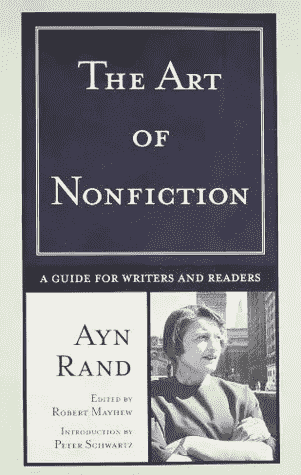 The Art
of
Nonfiction
A Guide for Writers and Readers
Ayn
Rand
Edited by
Robert Mayhew
Introduction by
Peter Schwartz